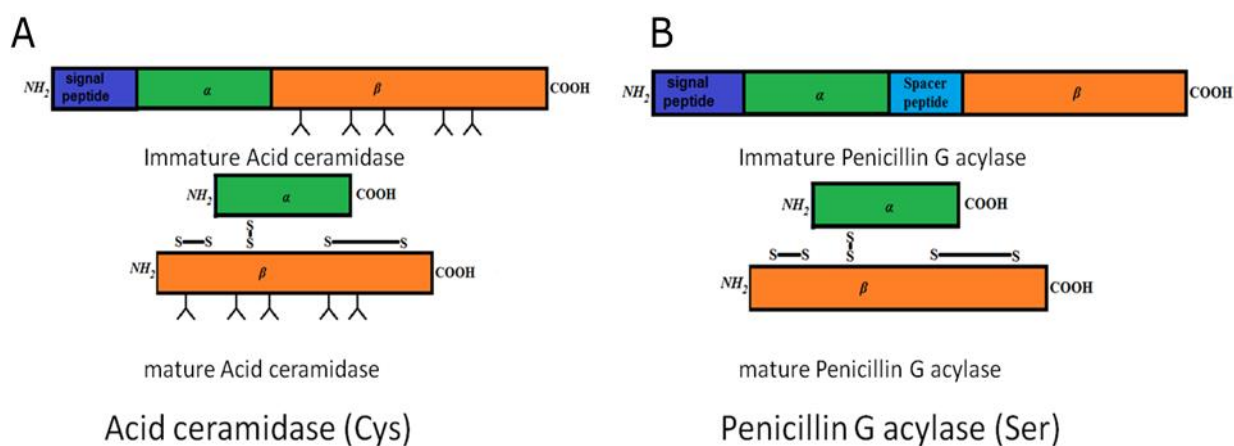 A
NH2 signal peptide α β COOH
Immature Acid ceramidase
NH2 α COOH
S S S S S S
NH2 β COOH
mature Acid ceramidase
Acid ceramidase (Cys)
B
NH2 signal peptide α Spacer peptide β COOH
Immature Penicillin G acylase
NH2 α COOH
S S S S S S
NH2 β COOH
mature Penicillin G acylase
Penicillin G acylase (Ser)